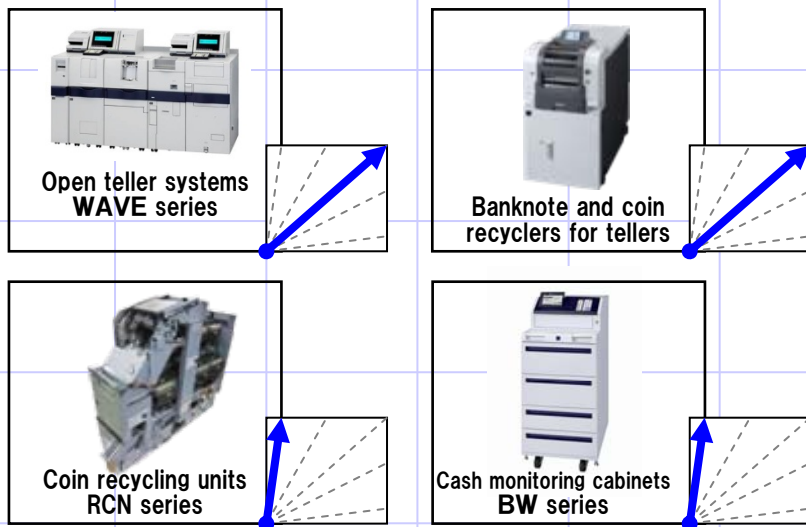 Open teller systems
WAVE series
Banknote and coin
recyclers for tellers
Coin recycling units
RCN series
Cash monitoring cabinets
BW series